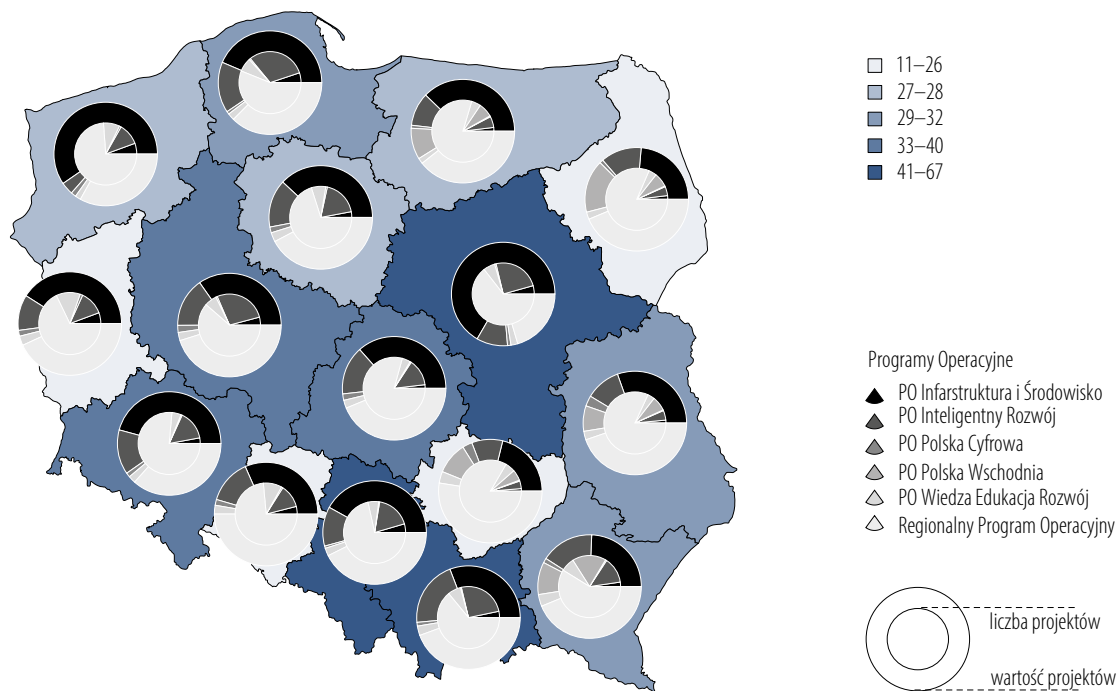 11–26
27–28
29–32
33–40
41–67
Programy Operacyjne
PO Infarstruktura i Środowisko
PO Inteligentny Rozwój
PO Polska Cyfrowa
PO Polska Wschodnia
PO Wiedza Edukacja Rozwój
Regionalny Program Operacyjny
liczba projektów
wartość projektów